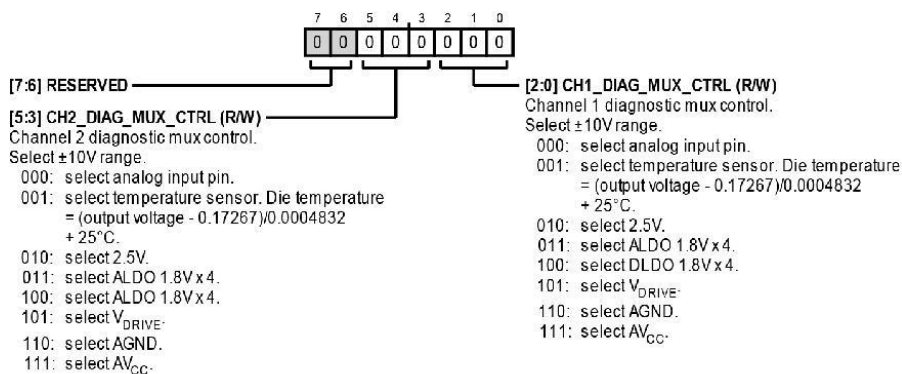 7 6 5 4 3 2 1 0
0 0 0 0 0 0 0 0
[7:6] RESERVED
[5:3] CH2_DIAG_MUX_CTRL (R/W)
Channel 2 diagnostic mux control.
Select ±10V range.
000: select analog input pin.
001: select temperature sensor. Die temperature
= (output voltage - 0.17267)/0.0004832
+ 25°C.
010: select 2.5V.
011: select ALDO 1.8V x 4.
100: select ALDO 1.8V x 4.
101: select VDRIVE.
110: select AGND.
111: select AVCC.
[2:0] CH1_DIAG_MUX_CTRL (R/W)
Channel 1 diagnostic mux control.
Select ±10V range.
000: select analog input pin.
001: select temperature sensor. Die temperature
= (output voltage - 0.17267)/0.0004832
+ 25°C.
010: select 2.5V.
011: select ALDO 1.8V x 4.
100: select DLDO 1.8V x 4.
101: select VDRIVE.
110: select AGND.
111: select AVCC.